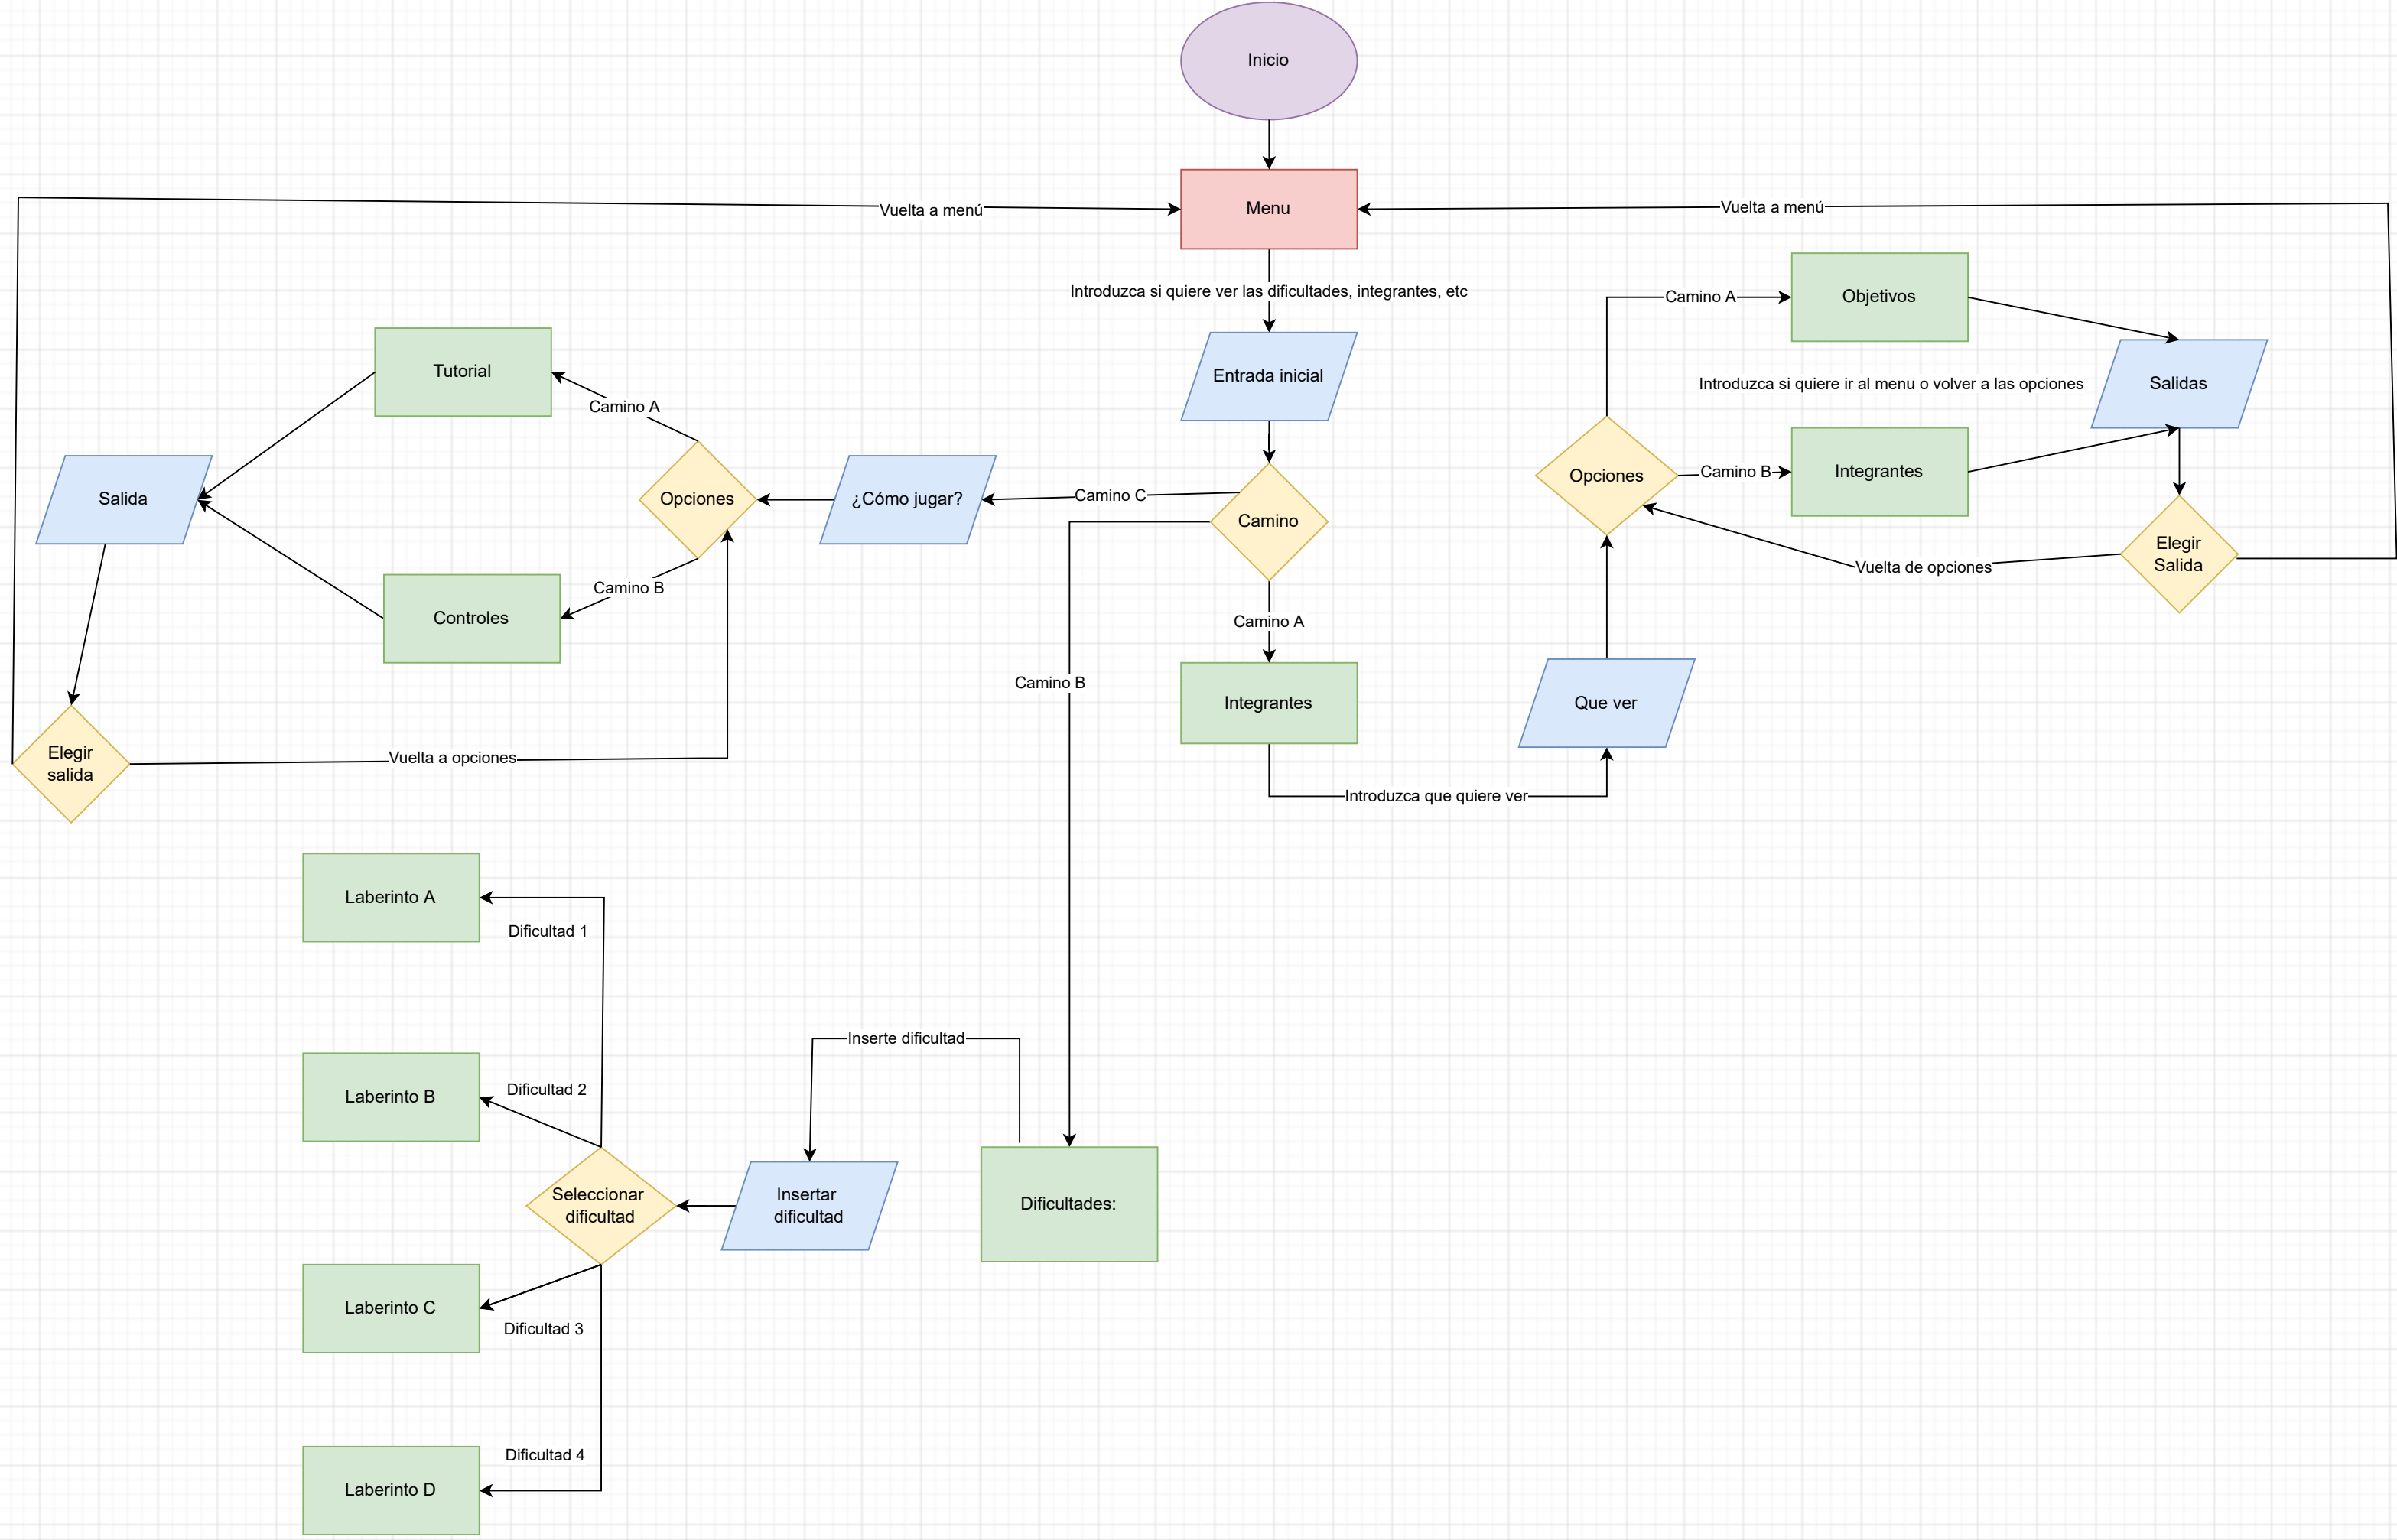 Inicio
Vuelta a menú
Menu
Vuelta a menú
Introduzca si quiere ver las dificultades, integrantes, etc
Camino A
Objetivos
Tutorial
Entrada inicial
Introduzca si quiere ir al menu o volver a las opciones
Salidas
Camino A
Salida
Opciones
¿Cómo jugar?
Camino C
Camino
Opciones
Camino B
Integrantes
Elegir
Salida
Vuelta de opciones
Camino B
Controles
Camino A
Camino B
Integrantes
Que ver
Elegir
salida
Vuelta a opciones
Introduzca que quiere ver
Laberinto A
Dificultad 1
Inserte dificultad
Laberinto B
Dificultad 2
Seleccionar
dificultad
Insertar
dificultad
Dificultades:
Laberinto C
Dificultad 3
Dificultad 4
Laberinto D